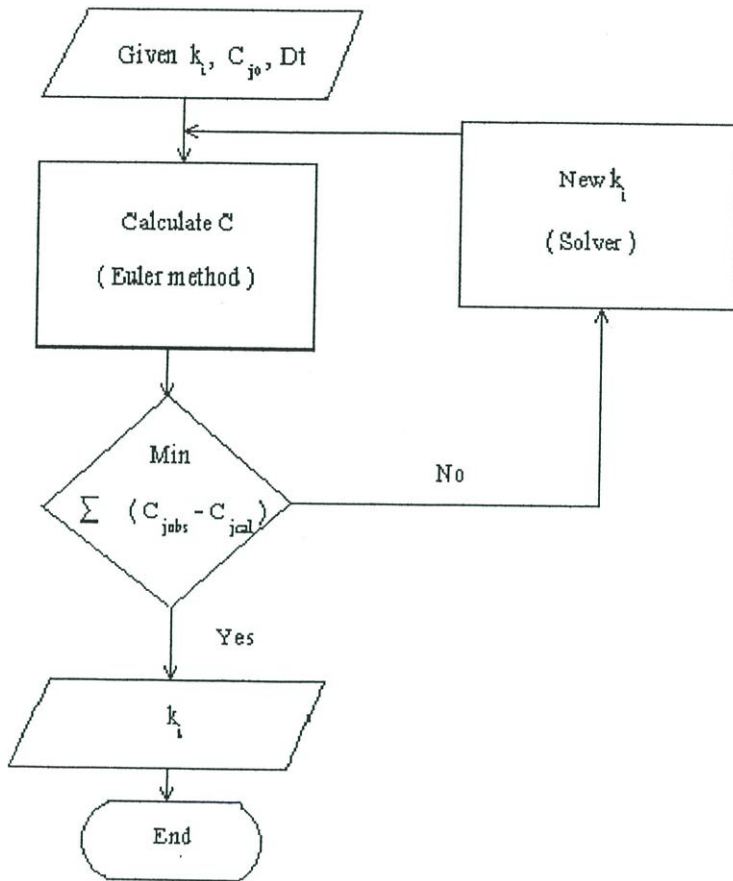 Given k_i, C_jo, Dt
Calculate C
( Euler method )
New k_i
( Solver )
Min
Σ (C_jobs - C_jcal)
No
Yes
k_i
End